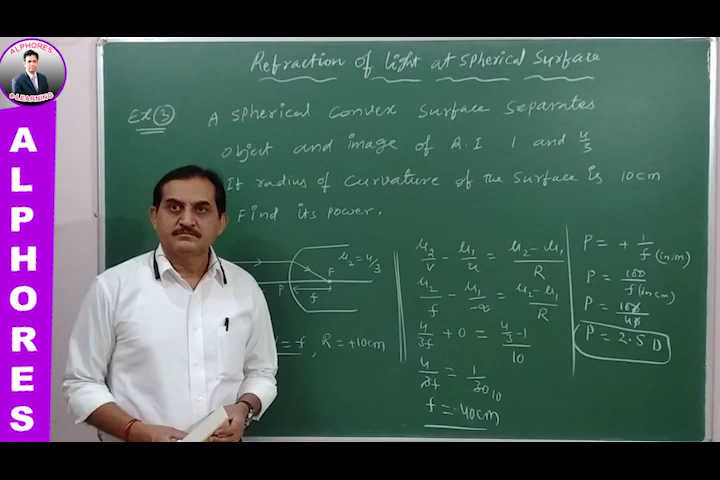 ALPHORES
e-LEARNING
ALPHORES
Refraction of light at Spherical Surface
Ex ③ A Spherical Convex Surface Separates
object and image of R.I 1 and 4/3
If radius of Curvature of the Surface is 10cm
Find its power.
μ₂ = 4/3
F
P
f
= f, R = +10cm
μ₂/v - μ₁/u = μ₂-μ₁/R
μ₂/f - μ₁/-∞ = μ₂-μ₁/R
4/3f + 0 = 4/3-1/10
4/3f = 1/30 10
f = 40cm
P = + 1/f (in.m)
P = 100/f (in cm)
P = 100/40
P = 2.5 D